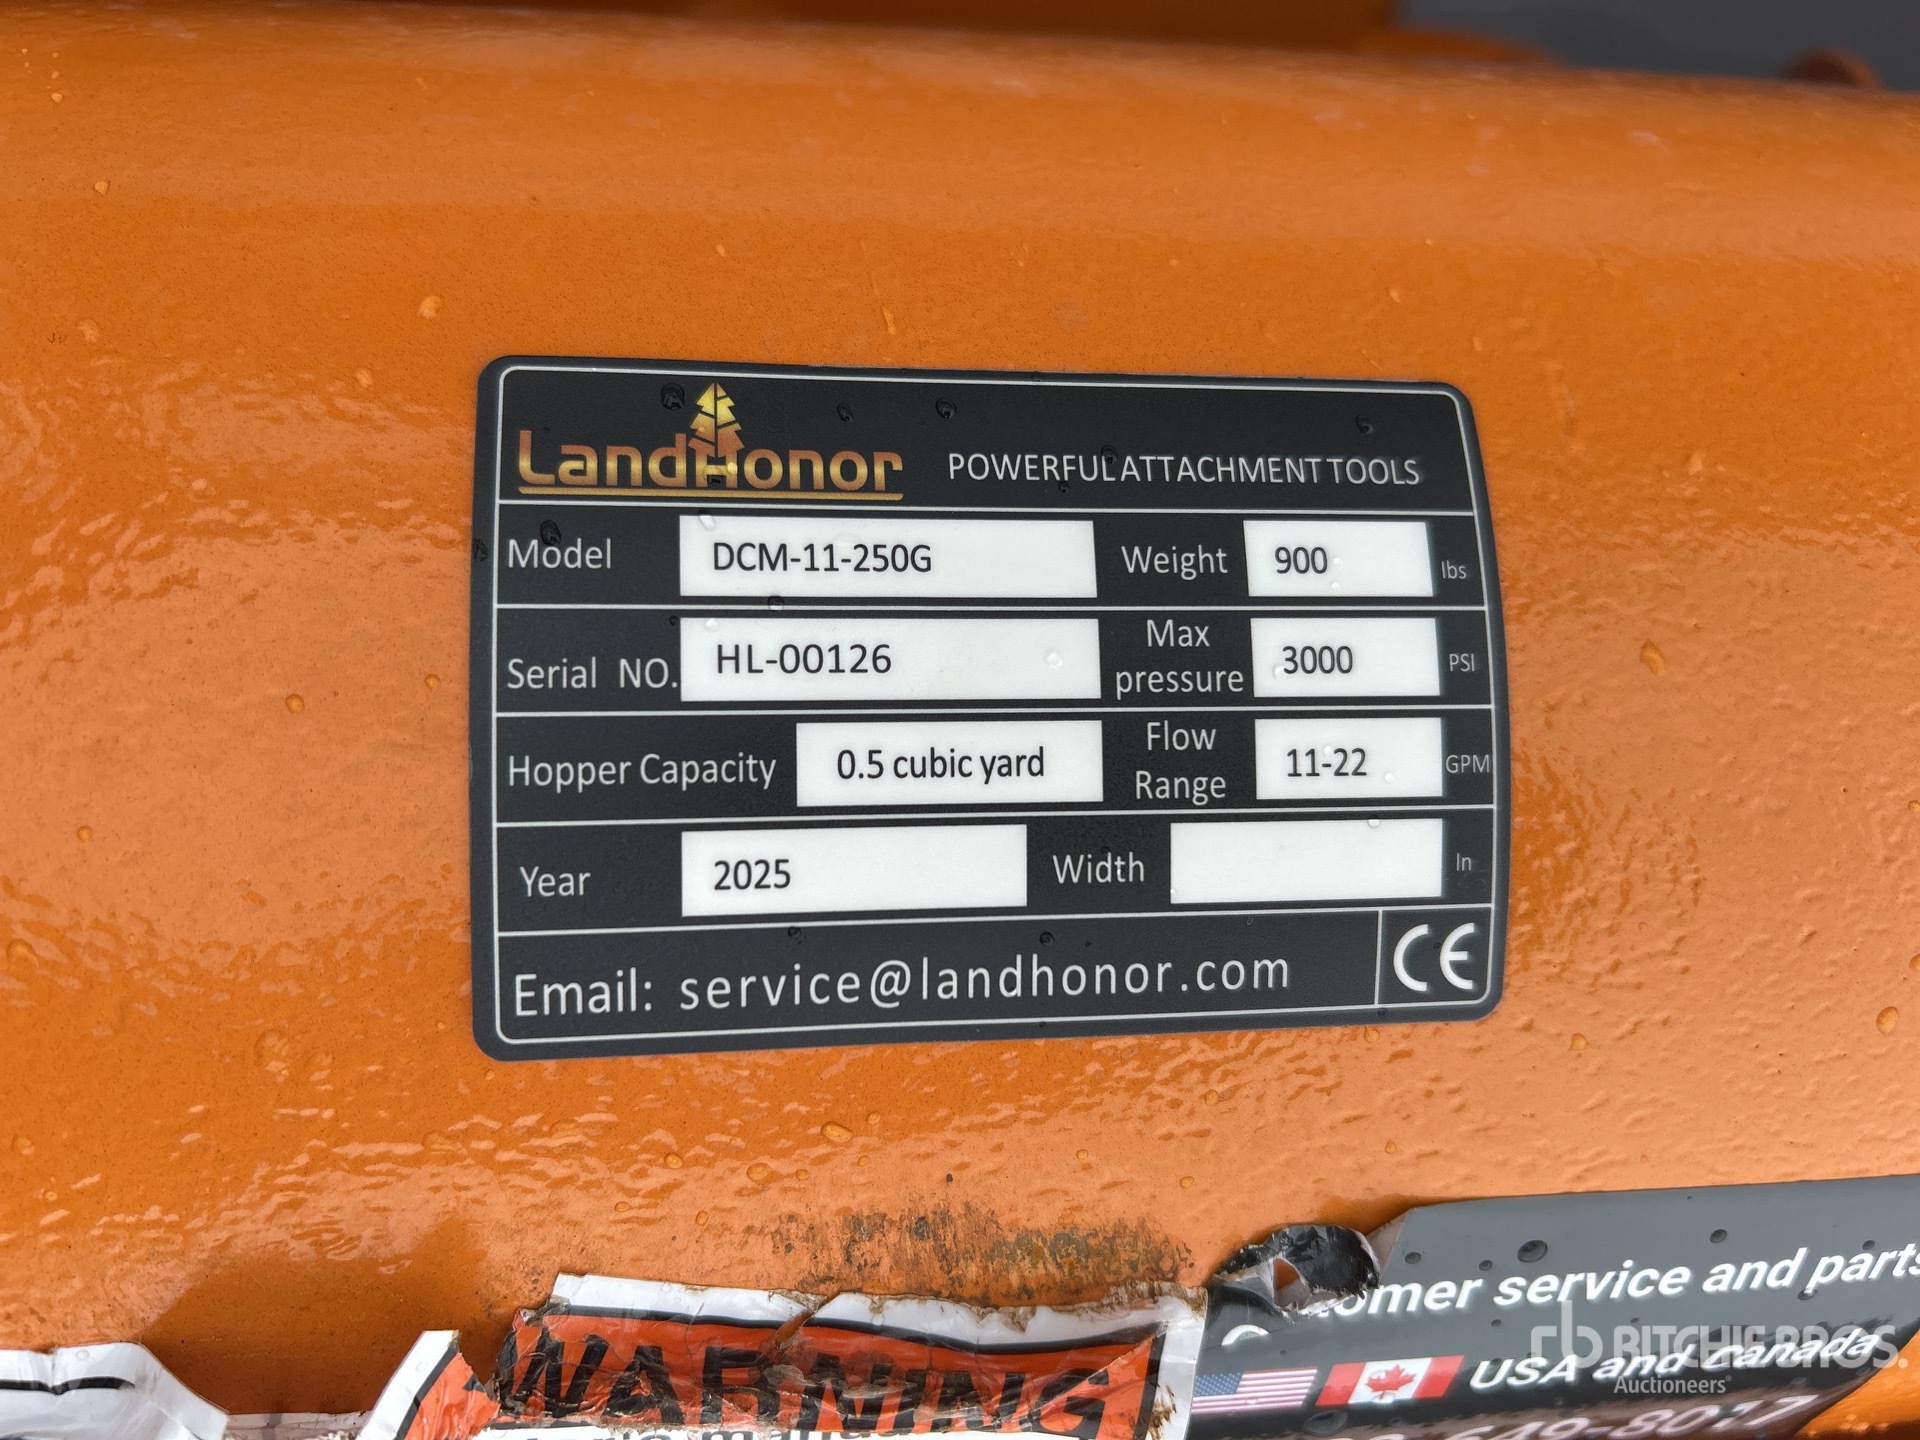 LandHonor POWERFUL ATTACHMENT TOOLS
Model DCM-11-250G Weight 900 lbs
Serial NO. HL-00126 Max pressure 3000 PSI
Hopper Capacity 0.5 cubic yard Flow Range 11-22 GPM
Year 2025 Width In
Email: service@landhonor.com CE
service and parts
WARNING
USA and Canada
rb RITCHIE BROS.
Auctioneers